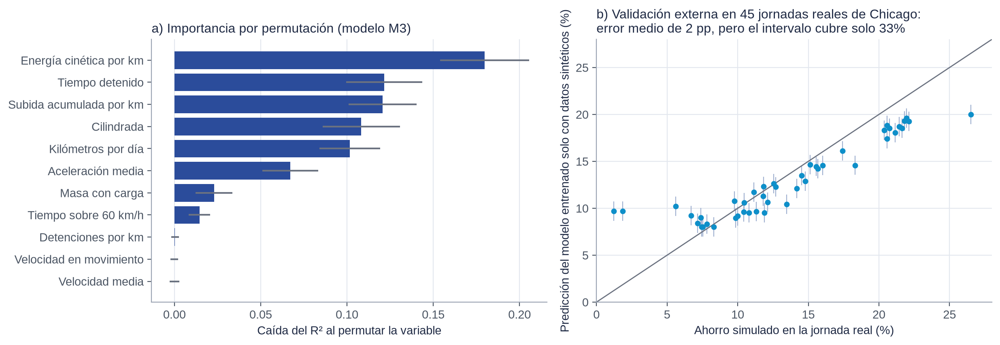 a) Importancia por permutación (modelo M3)
Energía cinética por km
Tiempo detenido
Subida acumulada por km
Cilindrada
Kilómetros por día
Aceleración media
Masa con carga
Tiempo sobre 60 km/h
Detenciones por km
Velocidad en movimiento
Velocidad media
0.00 0.05 0.10 0.15 0.20
Caída del R² al permutar la variable
b) Validación externa en 45 jornadas reales de Chicago:
error medio de 2 pp, pero el intervalo cubre solo 33%
Predicción del modelo entrenado solo con datos sintéticos (%)
25
20
15
10
5
0
0 5 10 15 20 25
Ahorro simulado en la jornada real (%)